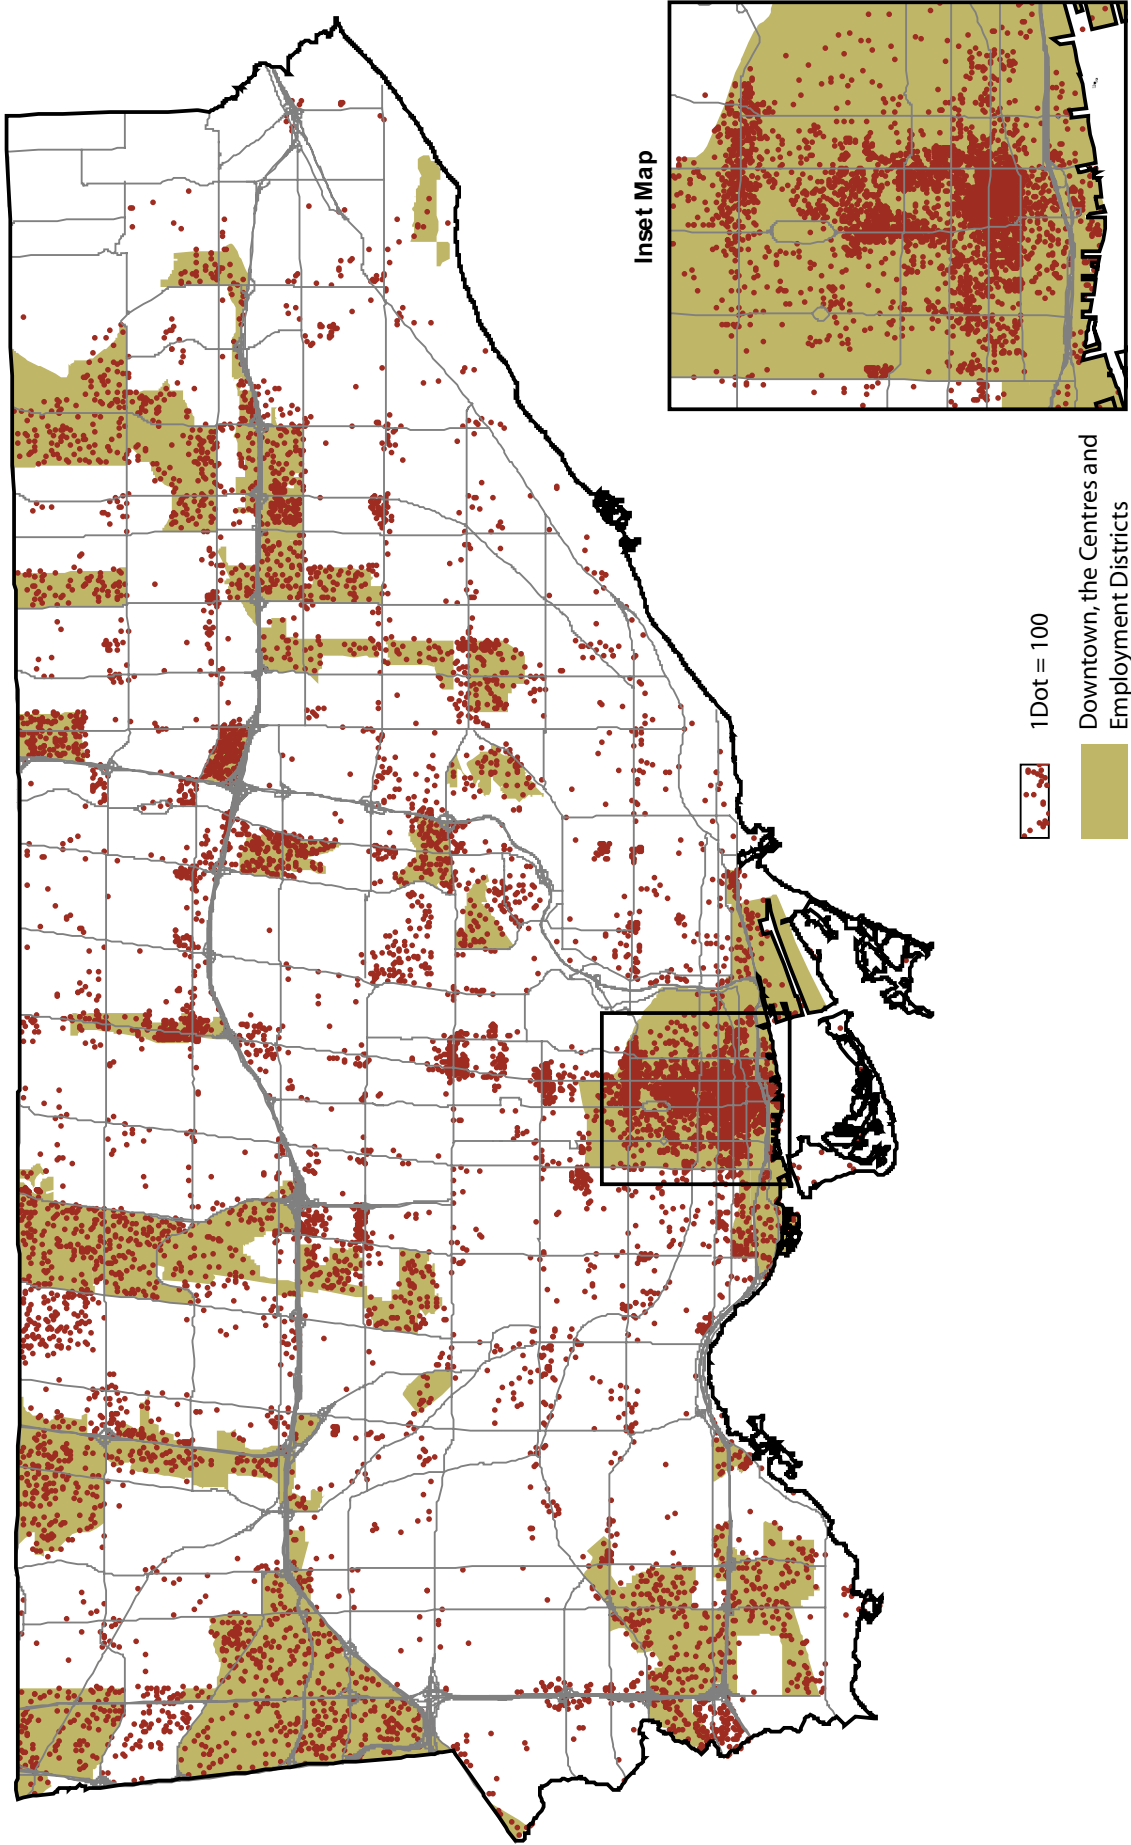 Inset Map
1Dot = 100
Downtown, the Centres and
Employment Districts